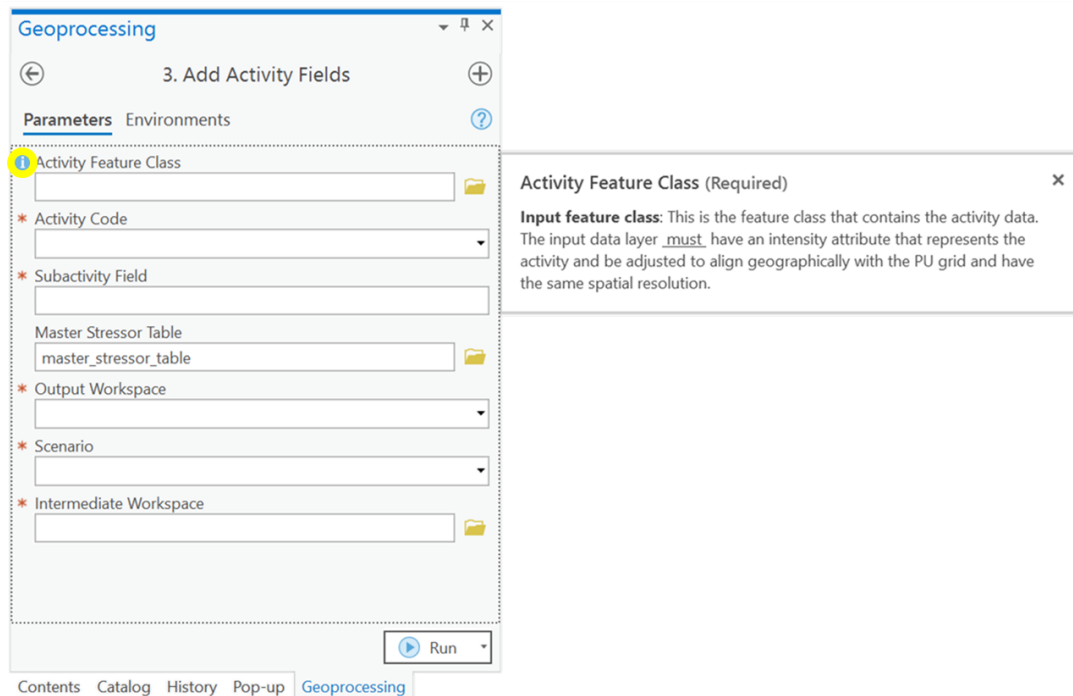 Geoprocessing
3. Add Activity Fields
Parameters Environments
Activity Feature Class
* Activity Code
* Subactivity Field
Master Stressor Table
master_stressor_table
* Output Workspace
* Scenario
* Intermediate Workspace
Run
Contents Catalog History Pop-up Geoprocessing
Activity Feature Class (Required)
Input feature class: This is the feature class that contains the activity data.
The input data layer must have an intensity attribute that represents the
activity and be adjusted to align geographically with the PU grid and have
the same spatial resolution.